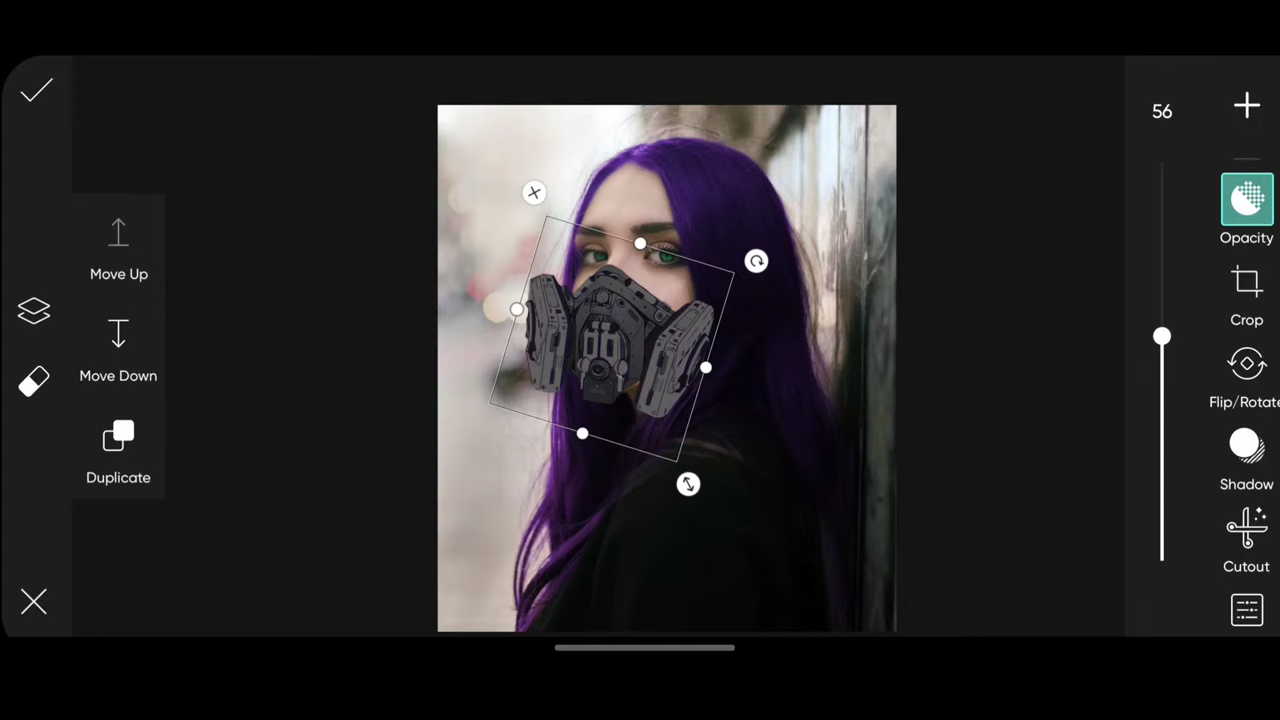 Move Up
Move Down
Duplicate
56
Opacity
Crop
Flip/Rotate
Shadow
Cutout